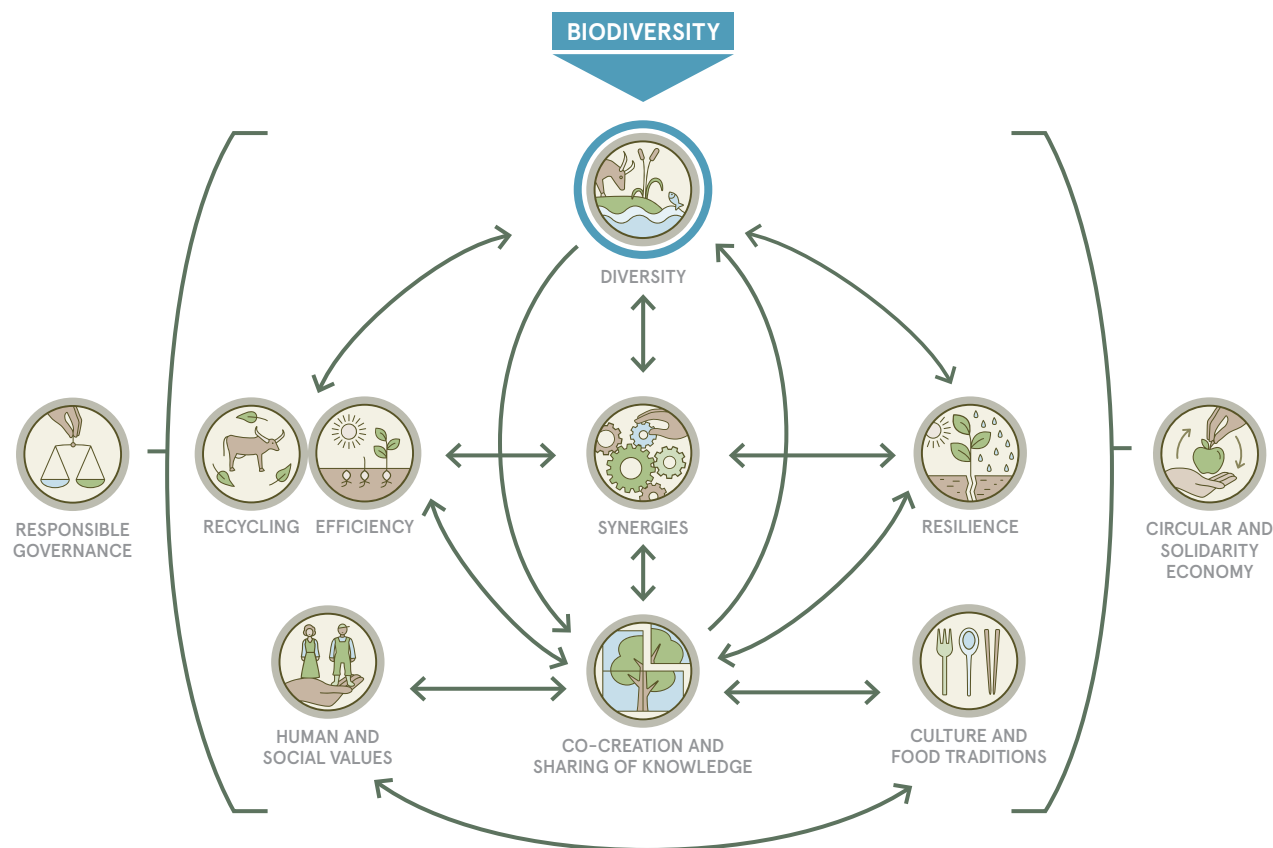 BIODIVERSITY
DIVERSITY
RESPONSIBLE
GOVERNANCE
RECYCLING
EFFICIENCY
SYNERGIES
RESILIENCE
CIRCULAR AND
SOLIDARITY
ECONOMY
HUMAN AND
SOCIAL VALUES
CO-CREATION AND
SHARING OF KNOWLEDGE
CULTURE AND
FOOD TRADITIONS